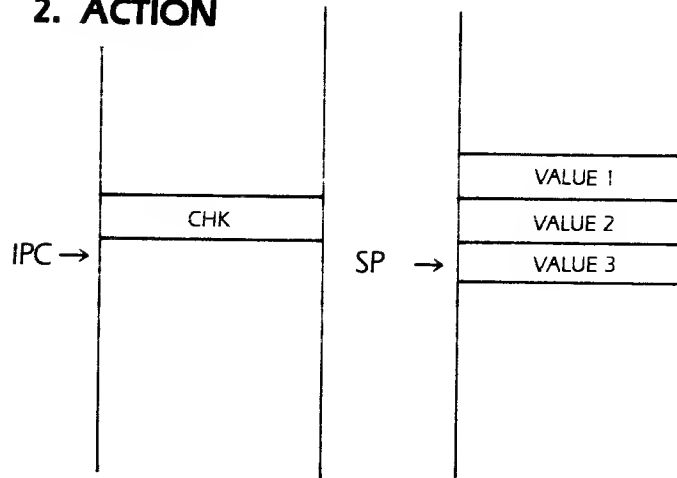 2. ACTION
VALUE 1
CHK
VALUE 2
IPC →
SP →
VALUE 3